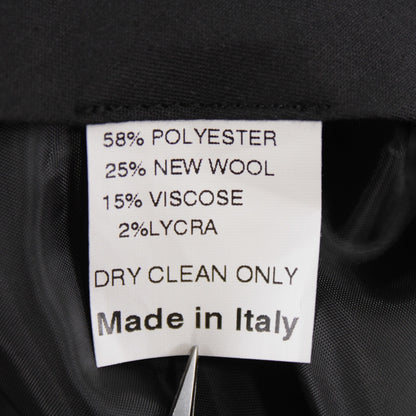 58% POLYESTER
25% NEW WOOL
15% VISCOSE
2%LYCRA
DRY CLEAN ONLY
Made in Italy